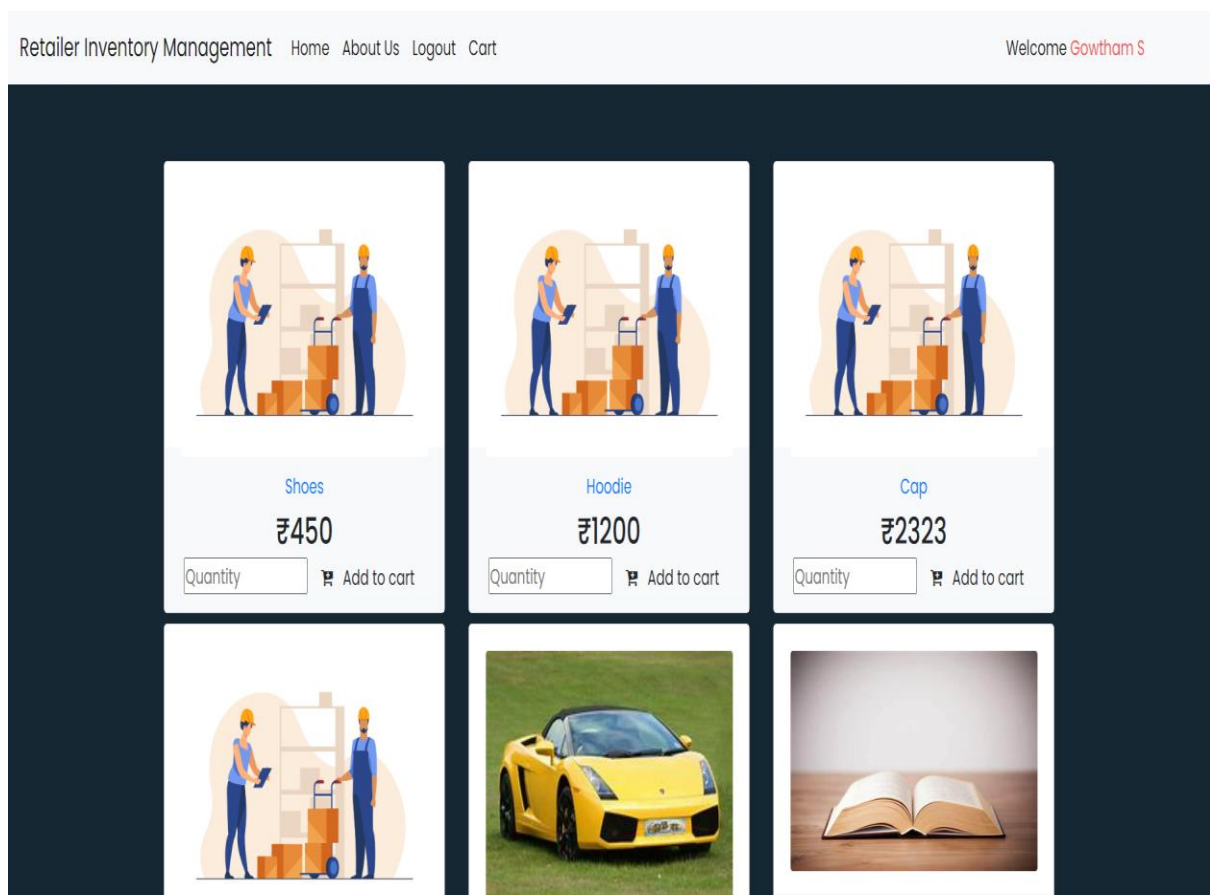 Retailer Inventory Management Home About Us Logout Cart Welcome Gowtham S
Shoes
₹450
Quantity Add to cart
Hoodie
₹1200
Quantity Add to cart
Cap
₹2323
Quantity Add to cart